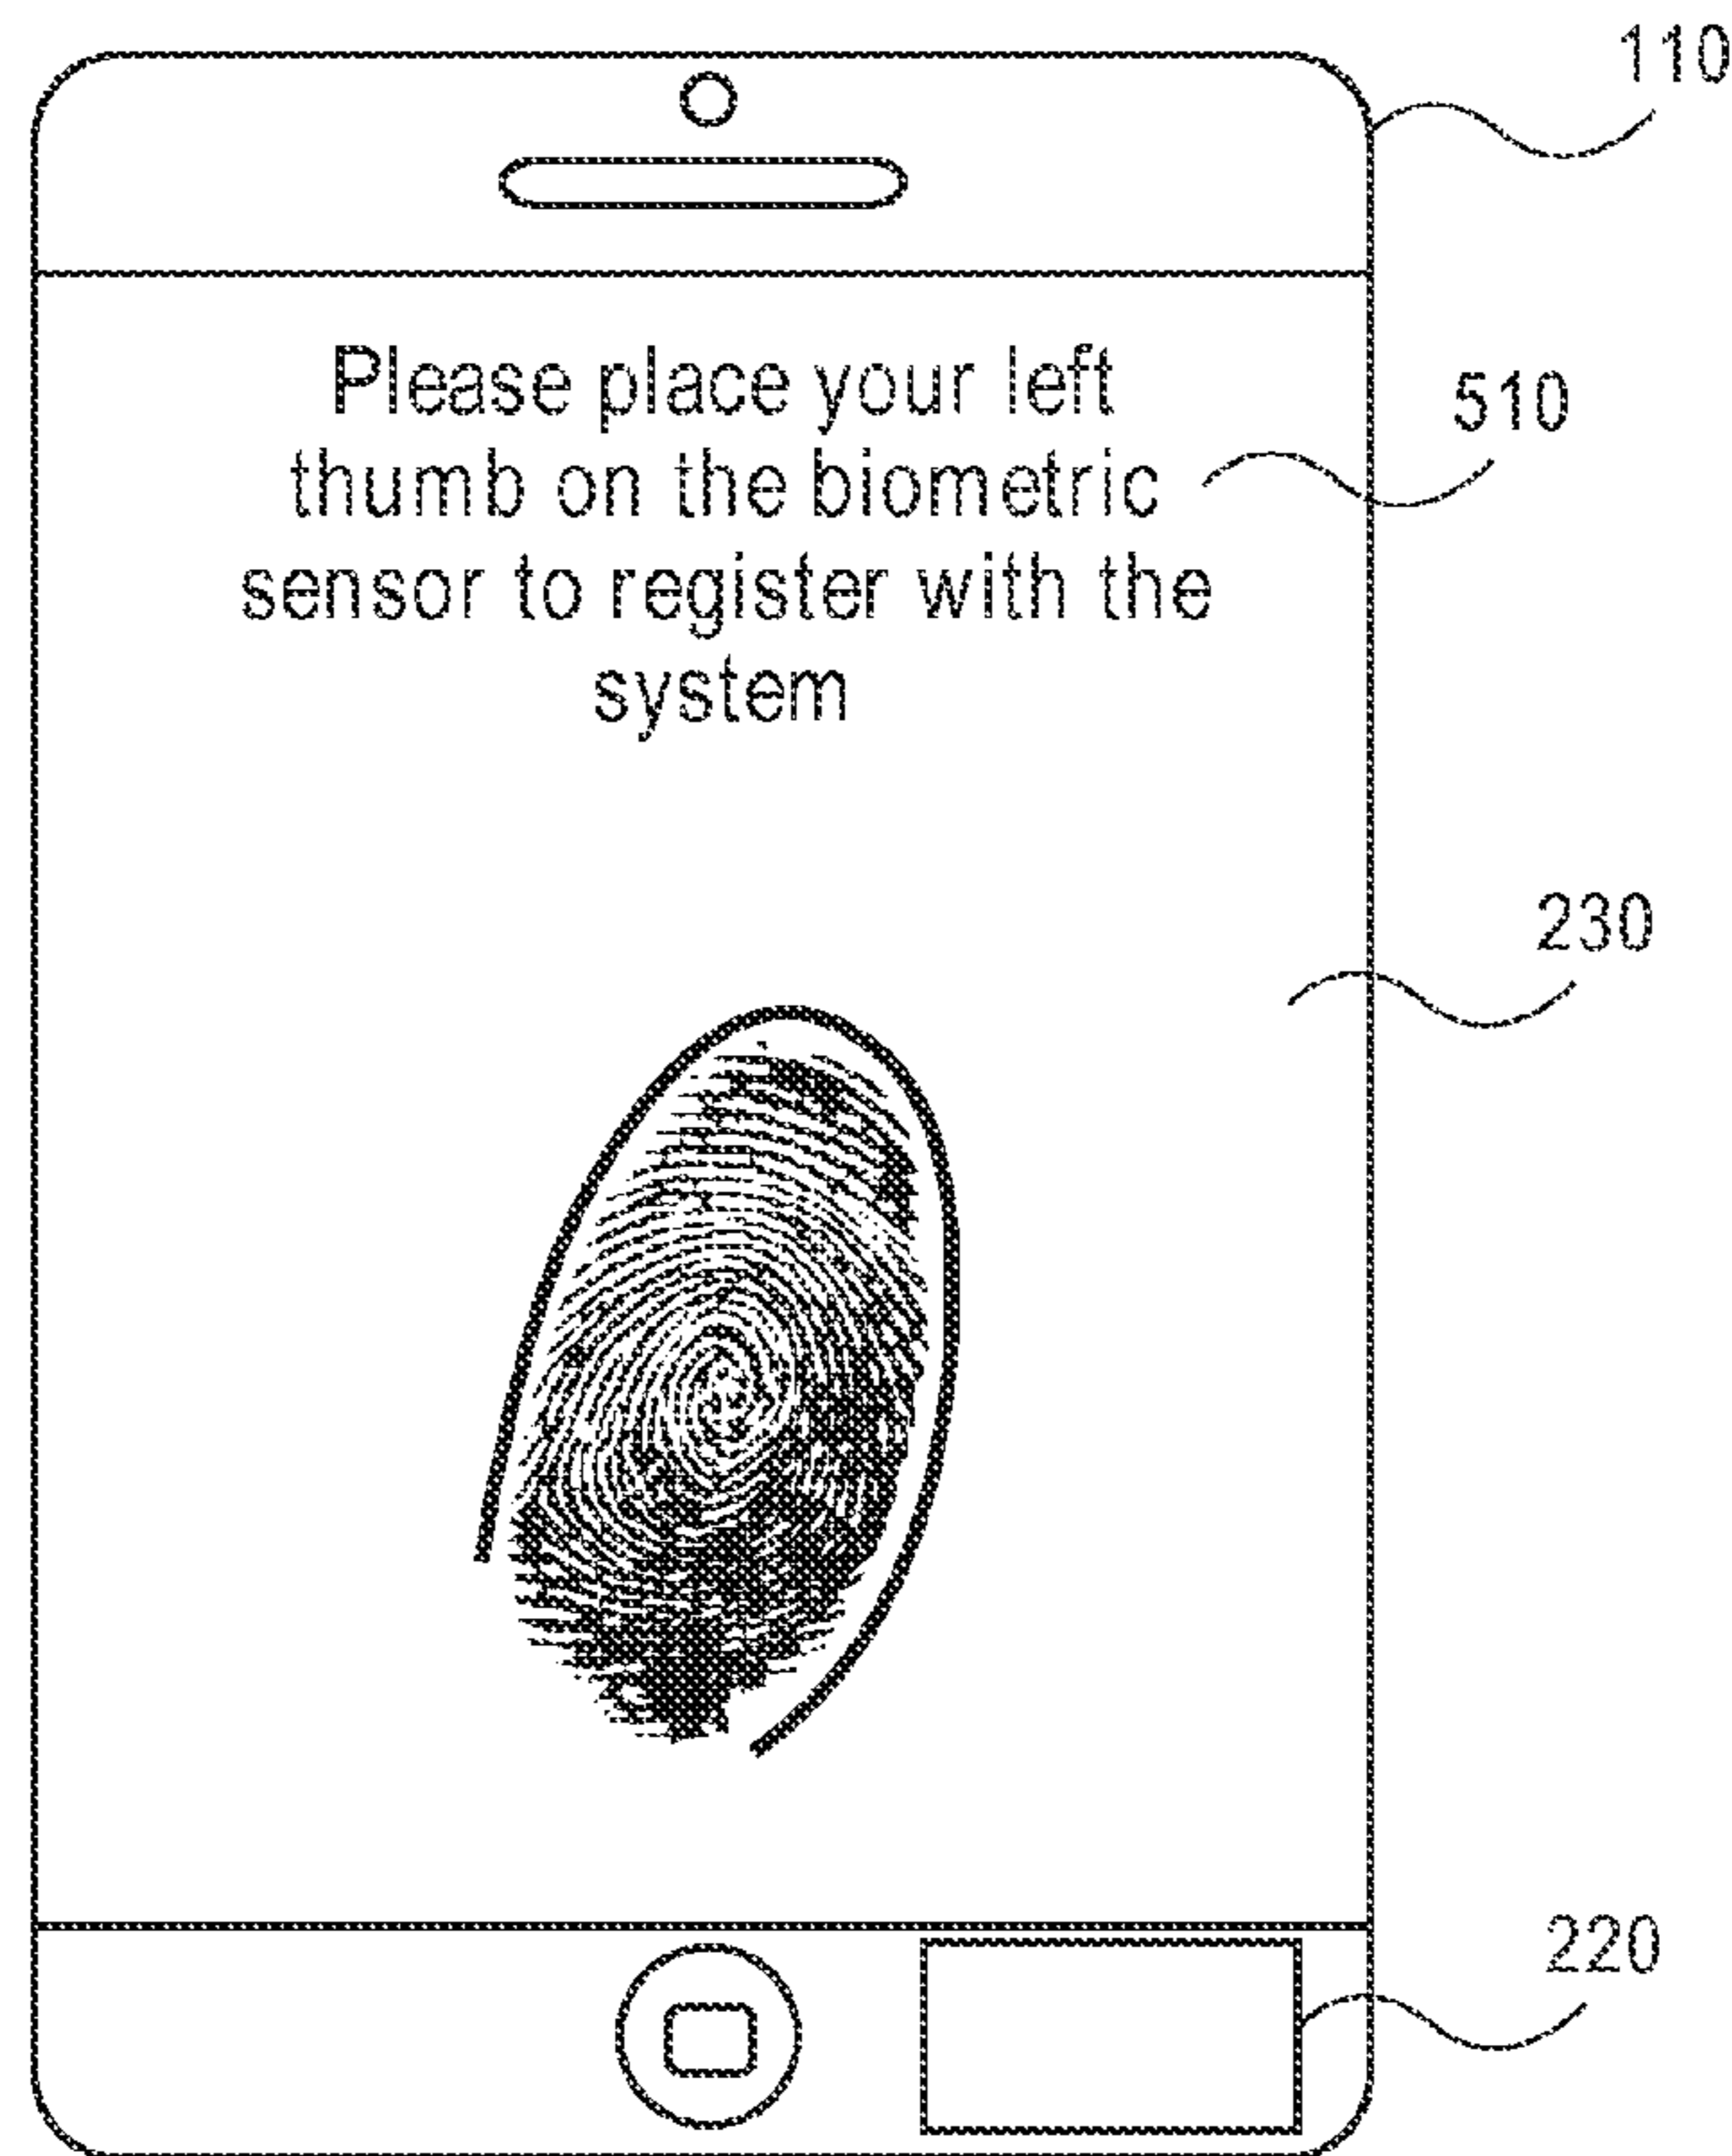 110
Please place your left
510
thumb on the biometric
sensor to register with the
system
230
220